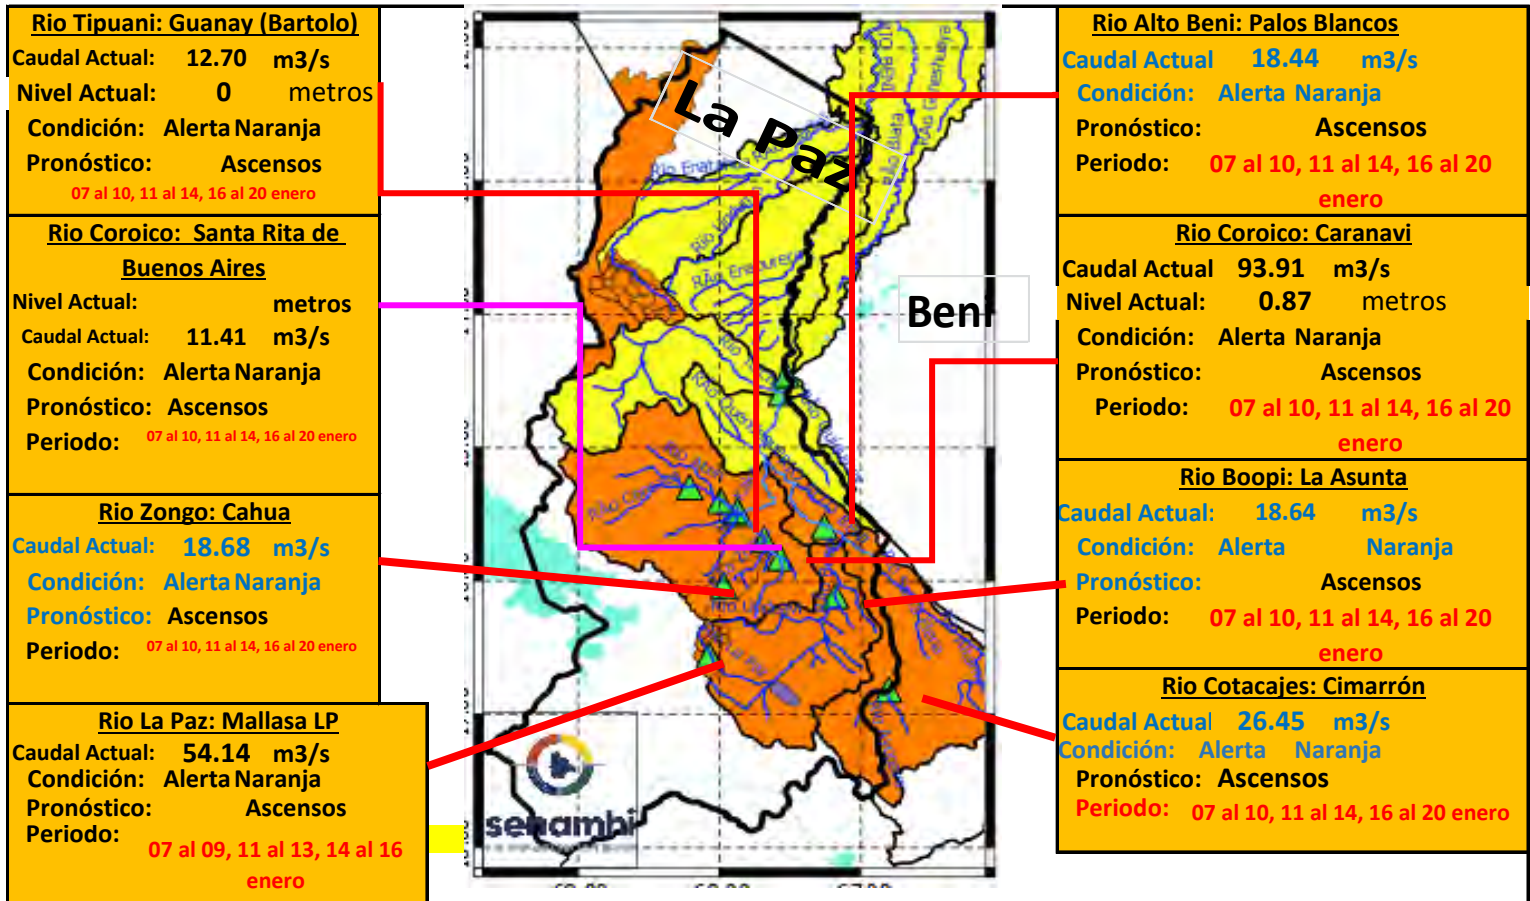 Rio Tipuani: Guanay (Bartolo)
Caudal Actual: 12.70 m3/s
Nivel Actual: 0 metros
Condición: Alerta Naranja
Pronóstico: Ascensos
07 al 10, 11 al 14, 16 al 20 enero
Rio Coroico: Santa Rita de
Buenos Aires
Nivel Actual: metros
Caudal Actual: 11.41 m3/s
Condición: Alerta Naranja
Pronóstico: Ascensos
Periodo: 07 al 10, 11 al 14, 16 al 20 enero
Rio Zongo: Cahua
Caudal Actual: 18.68 m3/s
Condición: Alerta Naranja
Pronóstico: Ascensos
Periodo: 07 al 10, 11 al 14, 16 al 20 enero
Rio La Paz: Mallasa LP
Caudal Actual: 54.14 m3/s
Condición: Alerta Naranja
Pronóstico: Ascensos
Periodo:
07 al 09, 11 al 13, 14 al 16
enero
La Paz
Beni
senamhi
Rio Alto Beni: Palos Blancos
Caudal Actual 18.44 m3/s
Condición: Alerta Naranja
Pronóstico: Ascensos
Periodo: 07 al 10, 11 al 14, 16 al 20
enero
Rio Coroico: Caranavi
Caudal Actual 93.91 m3/s
Nivel Actual: 0.87 metros
Condición: Alerta Naranja
Pronóstico: Ascensos
Periodo: 07 al 10, 11 al 14, 16 al 20
enero
Rio Boopi: La Asunta
Caudal Actual: 18.64 m3/s
Condición: Alerta Naranja
Pronóstico: Ascensos
Periodo: 07 al 10, 11 al 14, 16 al 20
enero
Rio Cotacajes: Cimarrón
Caudal Actual 26.45 m3/s
Condición: Alerta Naranja
Pronóstico: Ascensos
Periodo: 07 al 10, 11 al 14, 16 al 20 enero